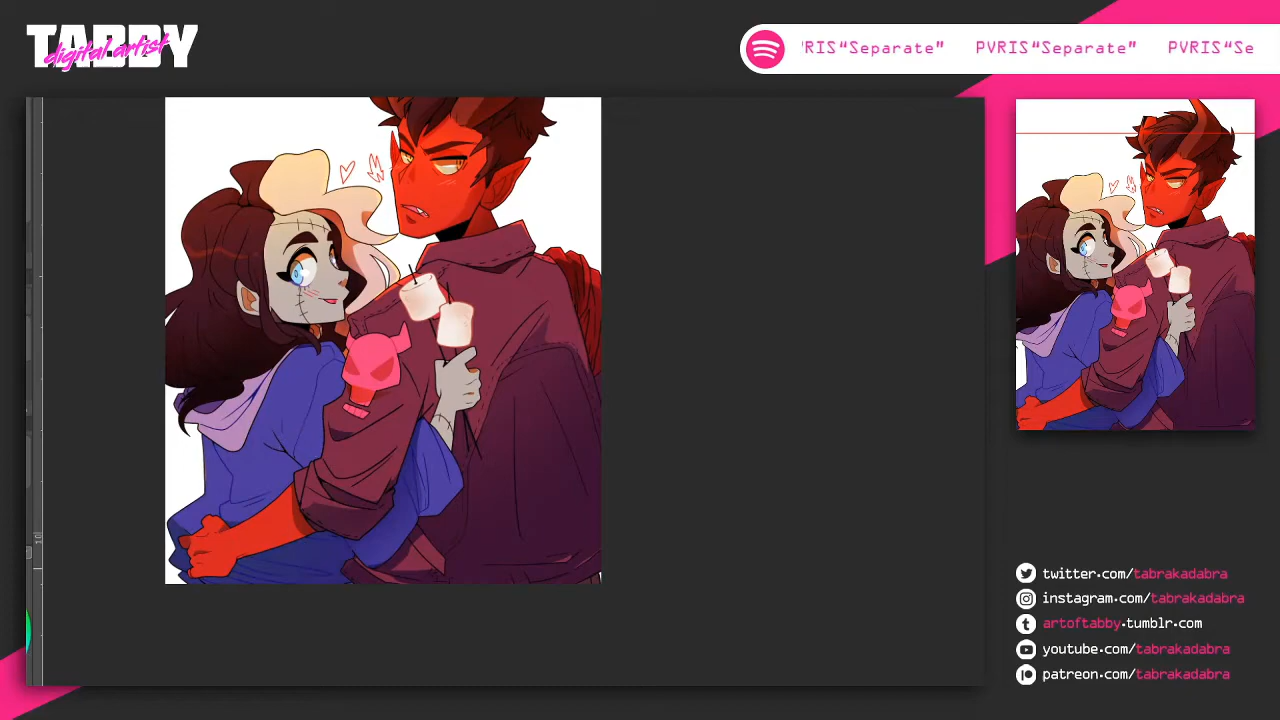 TABBY
digital artist
'RIS“Separate” PVRIS“Separate” PVRIS“Se
twitter.com/tabrakadabra
instagram.com/tabrakadabra
artoftabby.tumblr.com
youtube.com/tabrakadabra
patreon.com/tabrakadabra